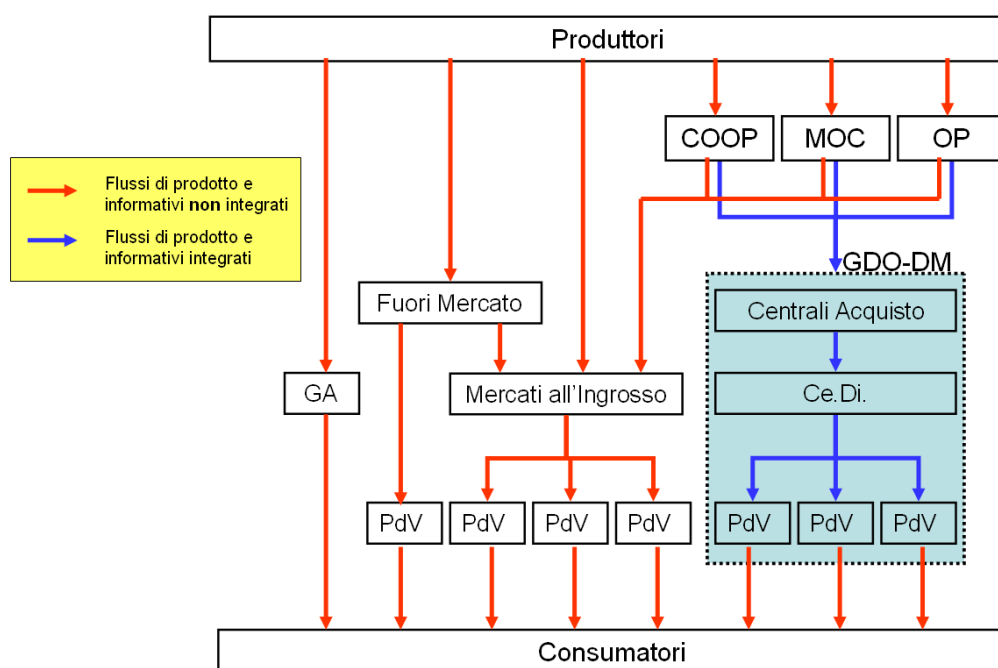 Produttori
COOP
MOC
OP
Flussi di prodotto e
informativi non integrati
Flussi di prodotto e
informativi integrati
GDO-DM
Fuori Mercato
Centrali Acquisto
GA
Mercati all'Ingrosso
Ce.Di.
PdV
PdV
PdV
PdV
PdV
PdV
PdV
Consumatori